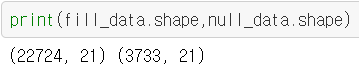 print(fill_data.shape,null_data.shape)
(22724, 21) (3733, 21)